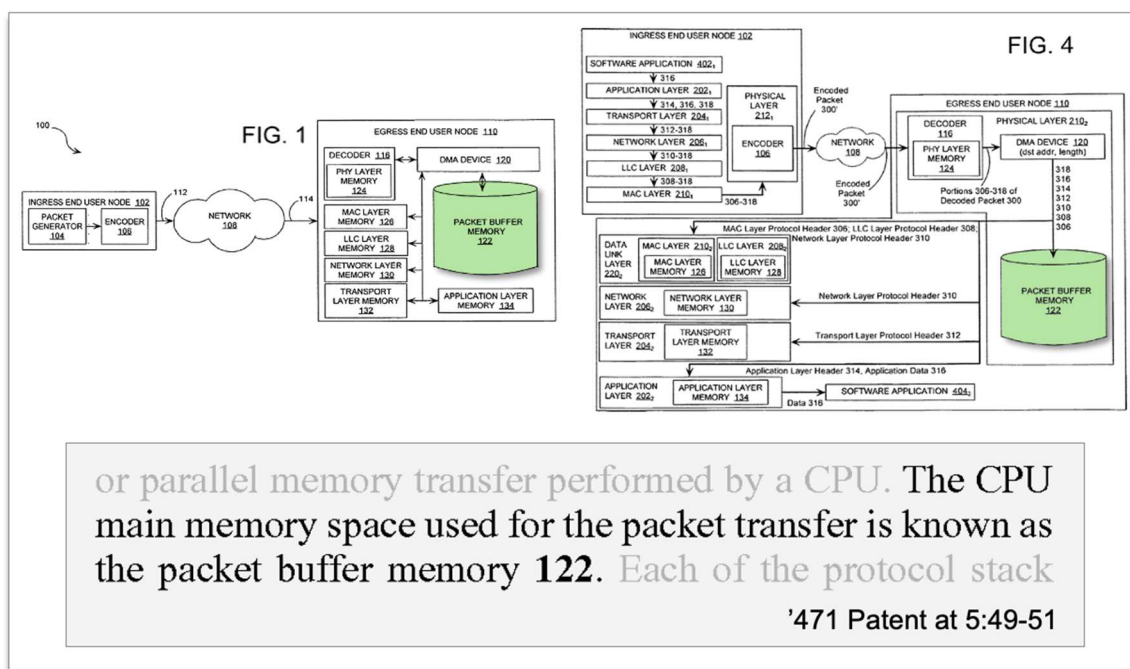 FIG. 1
100
INGRESS END USER NODE 102
PACKET GENERATOR 104
ENCODER 106
112
NETWORK 108
114
EGRESS END USER NODE 110
DECODER 116
PHY LAYER MEMORY 124
DMA DEVICE 120
MAC LAYER MEMORY 126
LLC LAYER MEMORY 128
NETWORK LAYER MEMORY 130
TRANSPORT LAYER MEMORY 132
PACKET BUFFER MEMORY 122
APPLICATION LAYER MEMORY 134
FIG. 4
INGRESS END USER NODE 102
SOFTWARE APPLICATION 402₁
316
APPLICATION LAYER 202₁
314, 316, 318
TRANSPORT LAYER 204₁
312-318
NETWORK LAYER 206₁
310-318
LLC LAYER 208₁
308-318
MAC LAYER 210₁
306-318
PHYSICAL LAYER 212₁
ENCODER 106
Encoded Packet 300'
NETWORK 108
Encoded Packet 300'
EGRESS END USER NODE 110
PHYSICAL LAYER 210₂
DECODER 116
PHY LAYER MEMORY 124
DMA DEVICE (dst addr, length) 120
Portions 306-318 of Decoded Packet 300
318
316
314
312
310
308
306
MAC Layer Protocol Header 306; LLC Layer Protocol Header 308;
Network Layer Protocol Header 310
DATA LINK LAYER 220₂
MAC LAYER 210₂
MAC LAYER MEMORY 126
LLC LAYER 208₂
LLC LAYER MEMORY 128
NETWORK LAYER 206₂
NETWORK LAYER MEMORY 130
Network Layer Protocol Header 310
TRANSPORT LAYER 204₂
TRANSPORT LAYER MEMORY 132
Transport Layer Protocol Header 312
PACKET BUFFER MEMORY 122
Application Layer Header 314, Application Data 316
APPLICATION LAYER 202₂
APPLICATION LAYER MEMORY 134
Data 316
SOFTWARE APPLICATION 404₂
or parallel memory transfer performed by a CPU. The CPU
main memory space used for the packet transfer is known as
the packet buffer memory 122. Each of the protocol stack
'471 Patent at 5:49-51